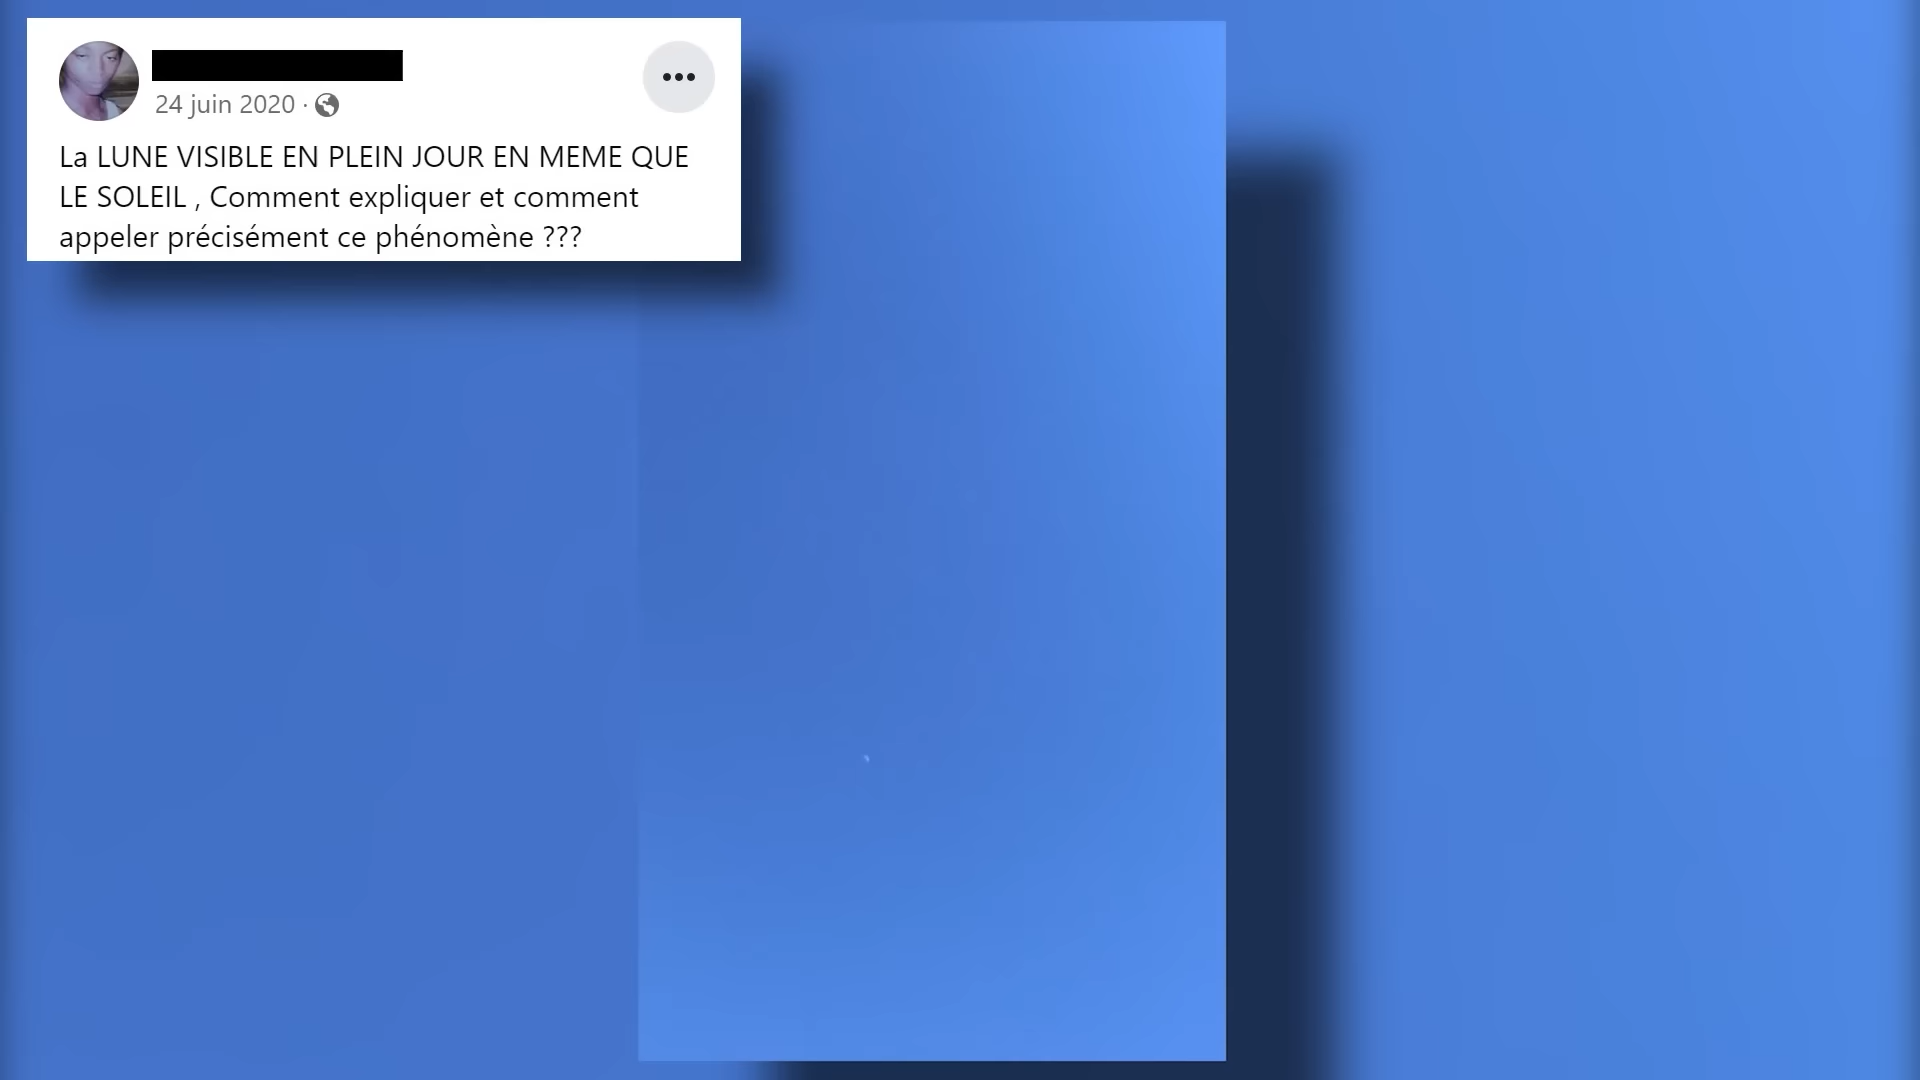 24 juin 2020 ·
La LUNE VISIBLE EN PLEIN JOUR EN MEME QUE
LE SOLEIL , Comment expliquer et comment
appeler précisément ce phénomène ???